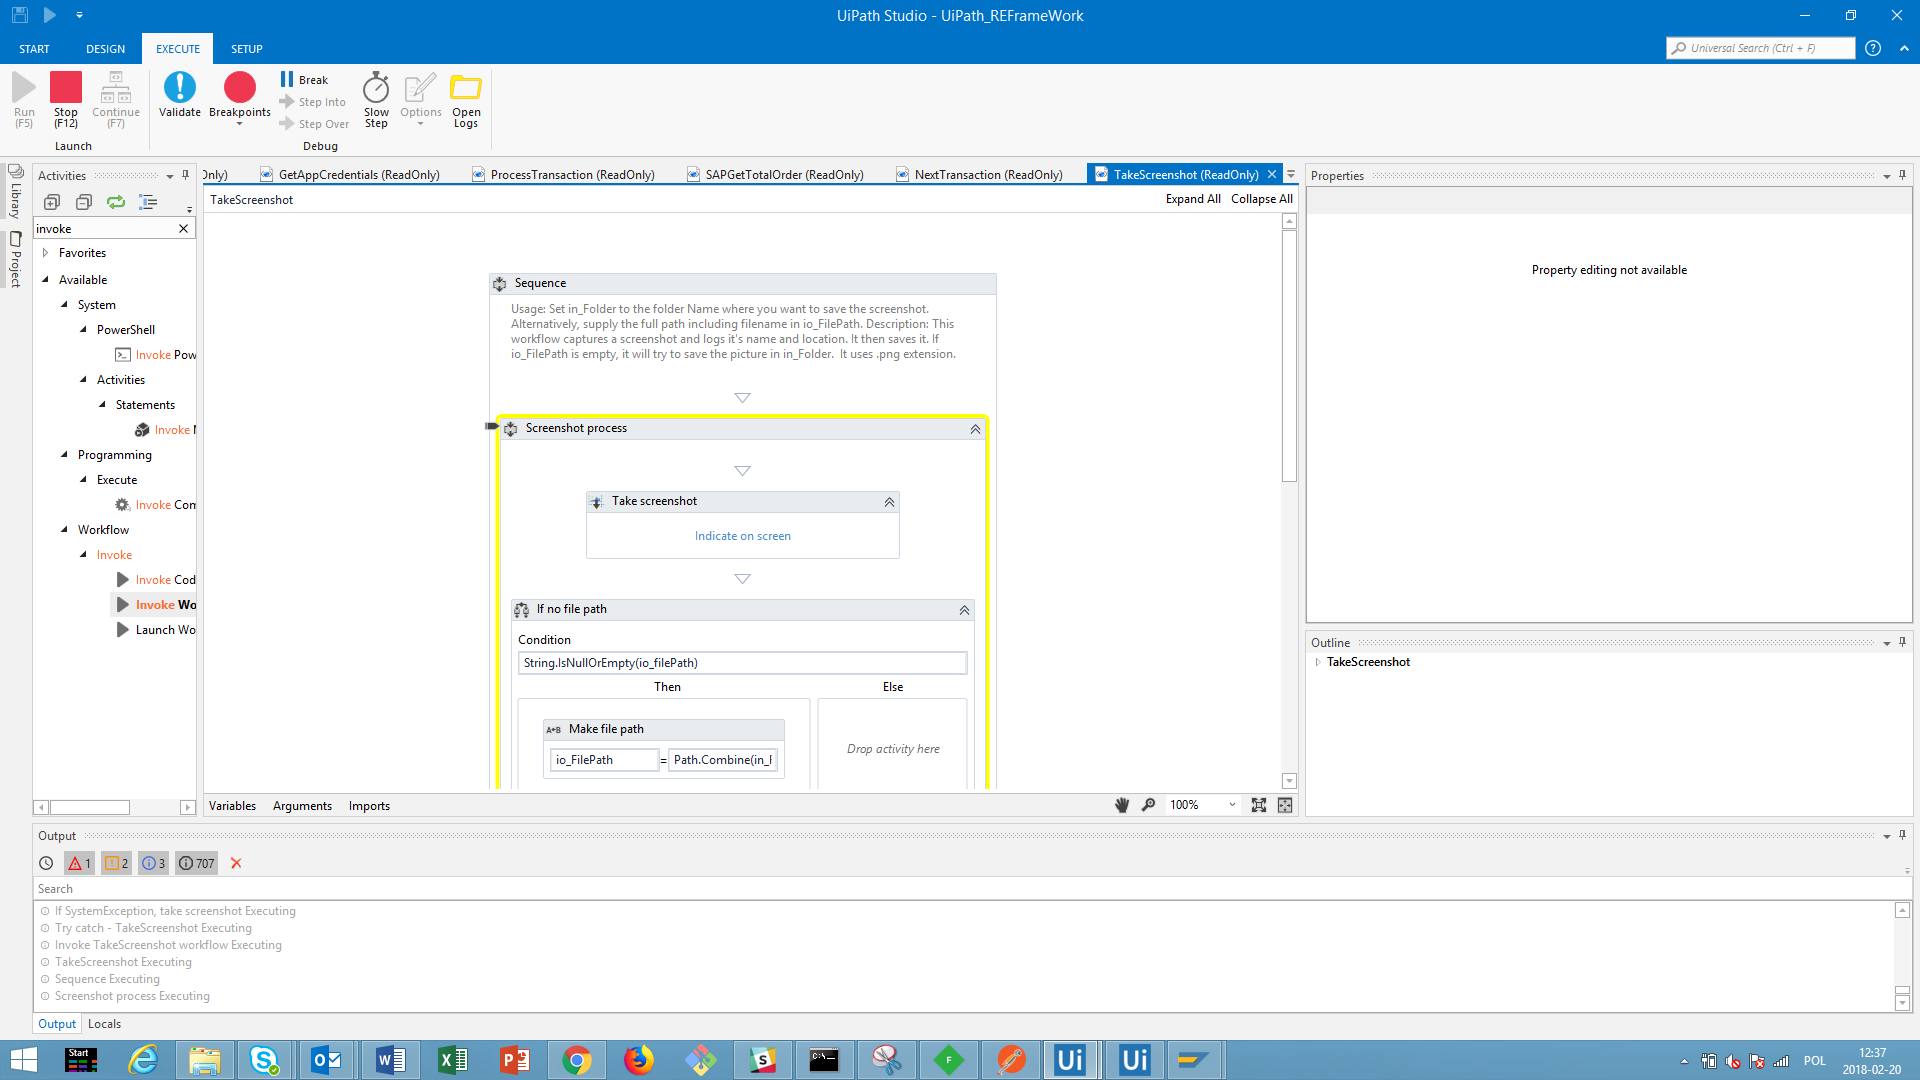 UiPath Studio - UiPath_REFrameWork
START
DESIGN
EXECUTE
SETUP
Universal Search (Ctrl + F)
Run
(F5)
Stop
(F12)
Continue
(F7)
Launch
Validate
Breakpoints
Break
Step Into
Step Over
Slow
Step
Options
Open
Logs
Debug
Library
Project
Activities
invoke
Favorites
Available
System
PowerShell
Invoke Pow
Activities
Statements
Invoke
Programming
Execute
Invoke Com
Workflow
Invoke
Invoke Cod
Invoke Wo
Launch Wo
Only)
GetAppCredentials (ReadOnly)
ProcessTransaction (ReadOnly)
SAPGetTotalOrder (ReadOnly)
NextTransaction (ReadOnly)
TakeScreenshot (ReadOnly)
TakeScreenshot
Expand All
Collapse All
Sequence
Usage: Set in_Folder to the folder Name where you want to save the screenshot.
Alternatively, supply the full path including filename in io_FilePath. Description: This
workflow captures a screenshot and logs it's name and location. It then saves it. If
io_FilePath is empty, it will try to save the picture in in_Folder.  It uses .png extension.
Screenshot process
Take screenshot
Indicate on screen
If no file path
Condition
String.IsNullOrEmpty(io_filePath)
Then
Else
A+B Make file path
io_FilePath = Path.Combine(in_F
Drop activity here
Variables
Arguments
Imports
100%
Properties
Property editing not available
Outline
TakeScreenshot
Output
1
2
3
707
Search
If SystemException, take screenshot Executing
Try catch - TakeScreenshot Executing
Invoke TakeScreenshot workflow Executing
TakeScreenshot Executing
Sequence Executing
Screenshot process Executing
Output
Locals
Start
Ui
Ui
POL
12:37
2018-02-20